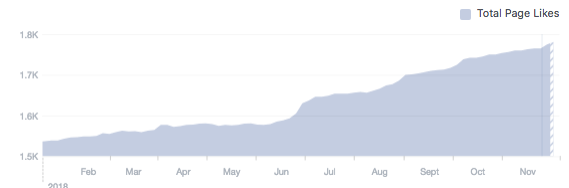 Total Page Likes
1.8K
1.7K
1.6K
1.5K
Feb Mar Apr May Jun Jul Aug Sept Oct Nov
2018